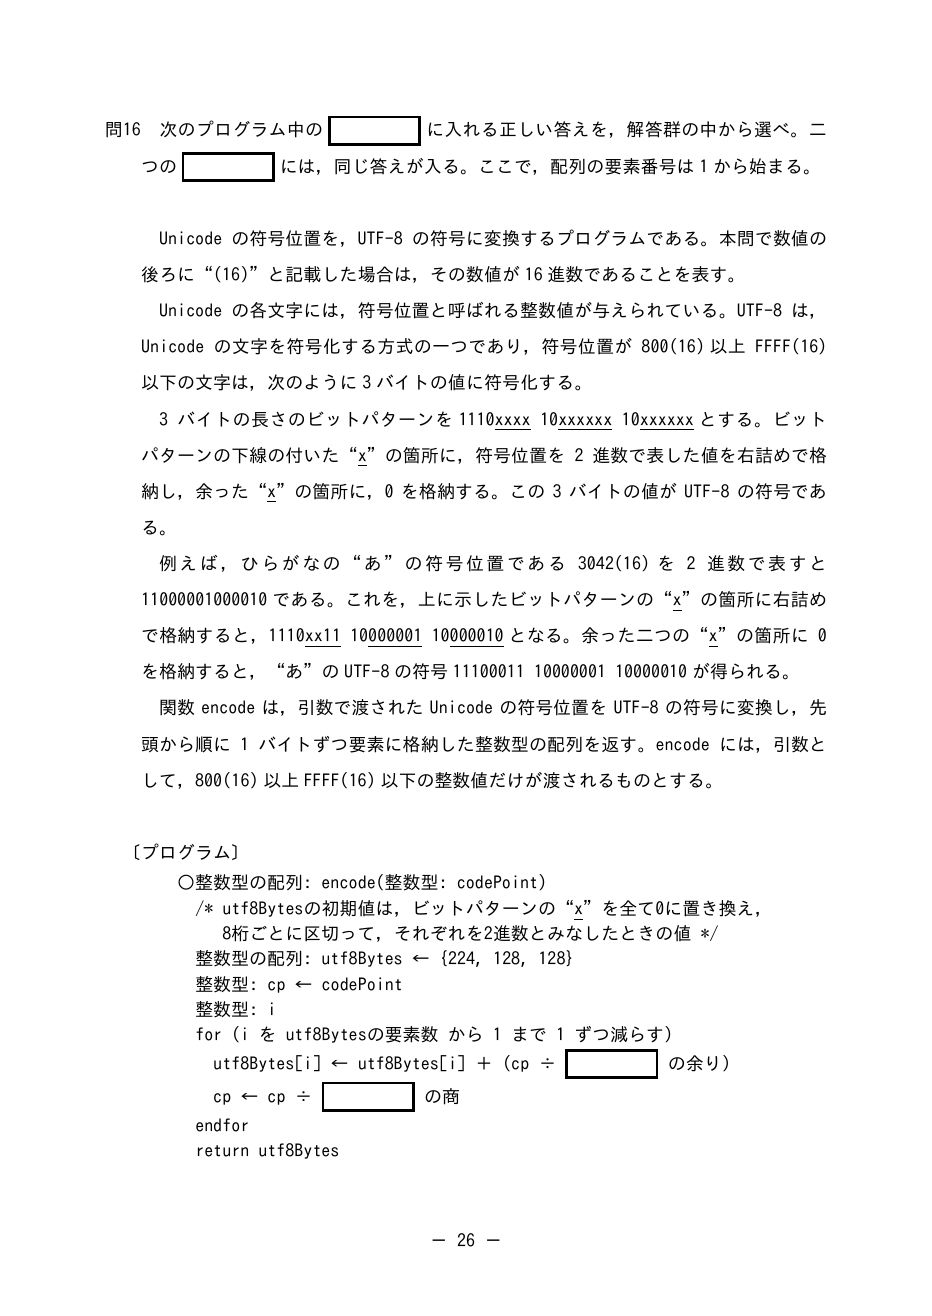 問16 次のプログラム中の に入れる正しい答えを，解答群の中から選べ。二
つの には，同じ答えが入る。ここで，配列の要素番号は1から始まる。
Unicode の符号位置を，UTF-8 の符号に変換するプログラムである。本問で数値の
後ろに“(16)”と記載した場合は，その数値が16進数であることを表す。
Unicode の各文字には，符号位置と呼ばれる整数値が与えられている。UTF-8 は，
Unicode の文字を符号化する方式の一つであり，符号位置が 800(16)以上 FFFF(16)
以下の文字は，次のように3バイトの値に符号化する。
3 バイトの長さのビットパターンを 1110xxxx 10xxxxxx 10xxxxxx とする。ビット
パターンの下線の付いた“x”の箇所に，符号位置を 2 進数で表した値を右詰めで格
納し，余った“x”の箇所に，0 を格納する。この 3 バイトの値が UTF-8 の符号であ
る。
例えば，ひらがなの“あ”の符号位置である 3042(16)を 2 進数で表すと
11000001000010 である。これを，上に示したビットパターンの“x”の箇所に右詰め
で格納すると，1110xx11 10000001 10000010 となる。余った二つの“x”の箇所に 0
を格納すると，“あ”の UTF-8 の符号 11100011 10000001 10000010 が得られる。
関数 encode は，引数で渡された Unicode の符号位置を UTF-8 の符号に変換し，先
頭から順に 1 バイトずつ要素に格納した整数型の配列を返す。encode には，引数と
して，800(16)以上 FFFF(16)以下の整数値だけが渡されるものとする。
〔プログラム〕
○整数型の配列: encode(整数型: codePoint)
/* utf8Bytesの初期値は，ビットパターンの“x”を全て0に置き換え，
8桁ごとに区切って，それぞれを2進数とみなしたときの値 */
整数型の配列: utf8Bytes ← {224, 128, 128}
整数型: cp ← codePoint
整数型: i
for (i を utf8Bytesの要素数 から 1 まで 1 ずつ減らす)
utf8Bytes[i] ← utf8Bytes[i] ＋ (cp ÷ の余り)
cp ← cp ÷ の商
endfor
return utf8Bytes
－ 26 －